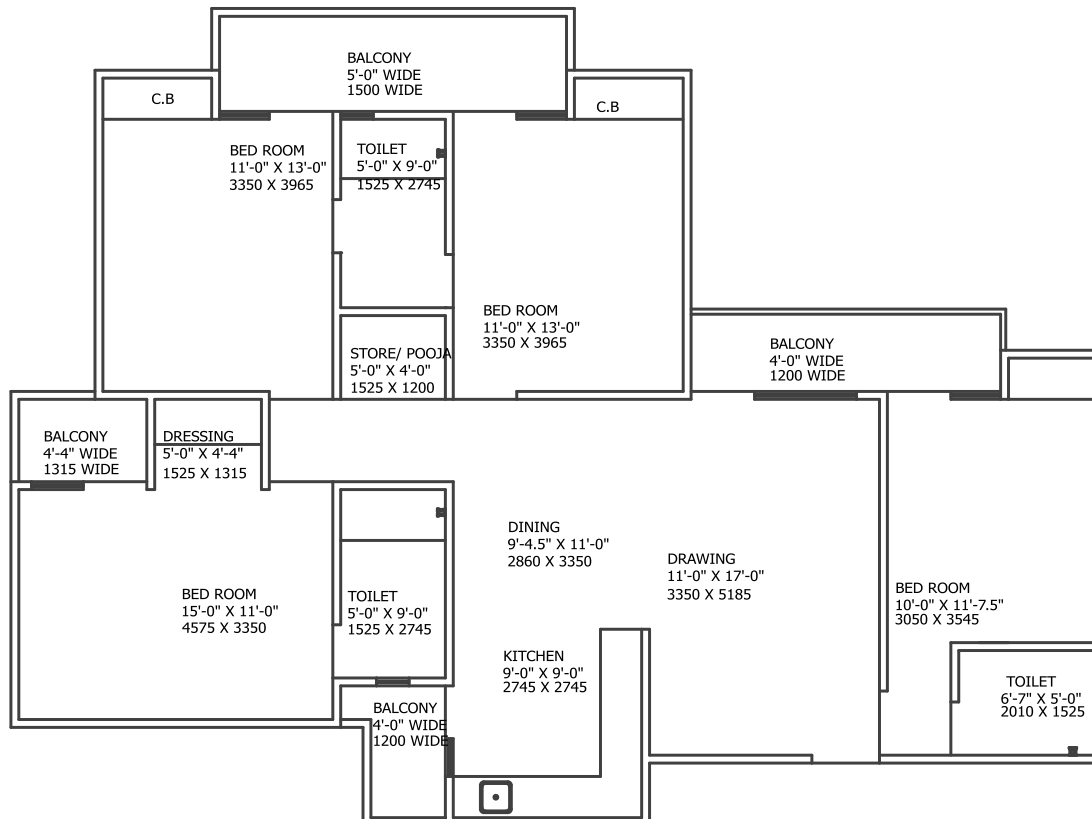 BALCONY
5'-0" WIDE
1500 WIDE
C.B
C.B
BED ROOM
11'-0" X 13'-0"
3350 X 3965
TOILET
5'-0" X 9'-0"
1525 X 2745
BED ROOM
11'-0" X 13'-0"
3350 X 3965
STORE/ POOJA
5'-0" X 4'-0"
1525 X 1200
BALCONY
4'-0" WIDE
1200 WIDE
BALCONY
4'-4" WIDE
1315 WIDE
DRESSING
5'-0" X 4'-4"
1525 X 1315
DINING
9'-4.5" X 11'-0"
2860 X 3350
DRAWING
11'-0" X 17'-0"
3350 X 5185
BED ROOM
15'-0" X 11'-0"
4575 X 3350
TOILET
5'-0" X 9'-0"
1525 X 2745
BED ROOM
10'-0" X 11'-7.5"
3050 X 3545
KITCHEN
9'-0" X 9'-0"
2745 X 2745
TOILET
6'-7" X 5'-0"
2010 X 1525
BALCONY
4'-0" WIDE
1200 WIDE